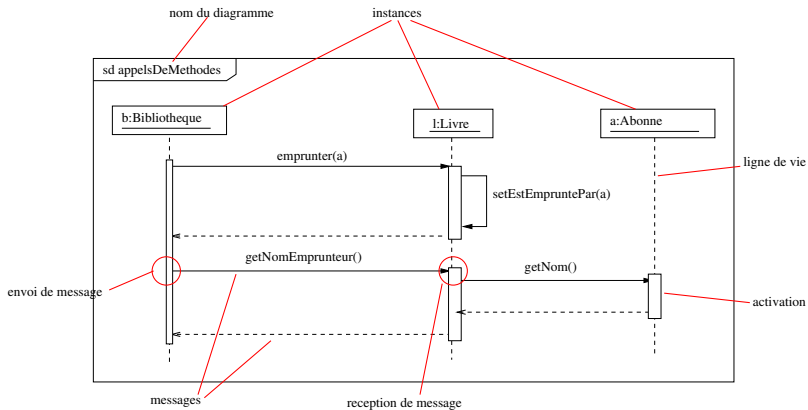 nom du diagramme
instances
sd appelsDeMethodes
b:Bibliotheque
l:Livre
a:Abonne
emprunter(a)
ligne de vie
setEstEmpruntePar(a)
getNomEmprunteur()
getNom()
envoi de message
activation
messages
reception de message